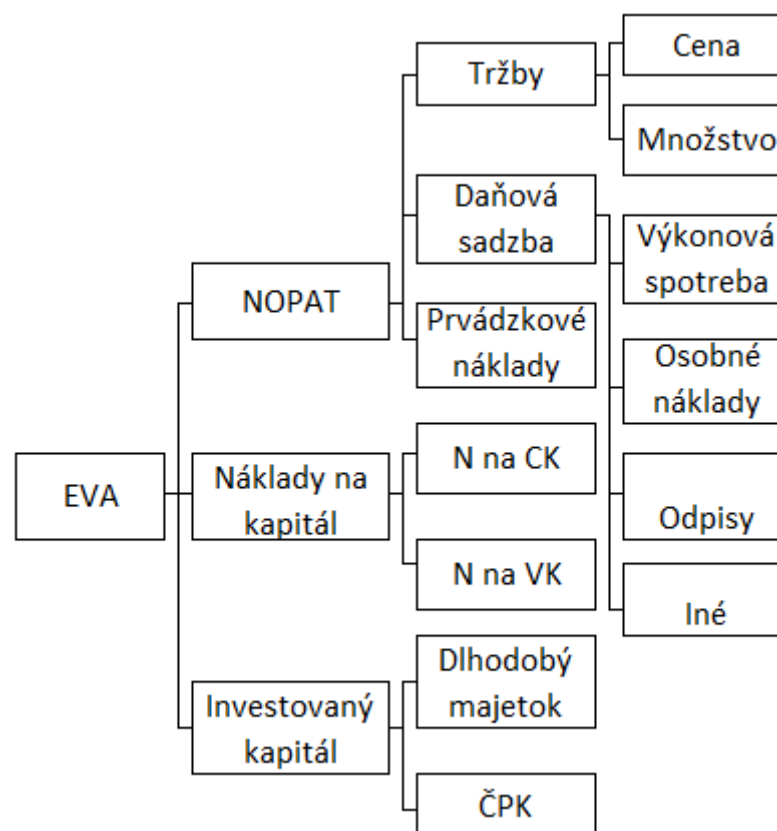 Cena
Tržby
Množstvo
Daňová
sadzba
Výkonová
spotreba
NOPAT
Prvádzkové
náklady
Osobné
náklady
EVA
Náklady na
kapitál
N na CK
Odpisy
N na VK
Iné
Dlhodobý
majetok
Investovaný
kapitál
ČPK